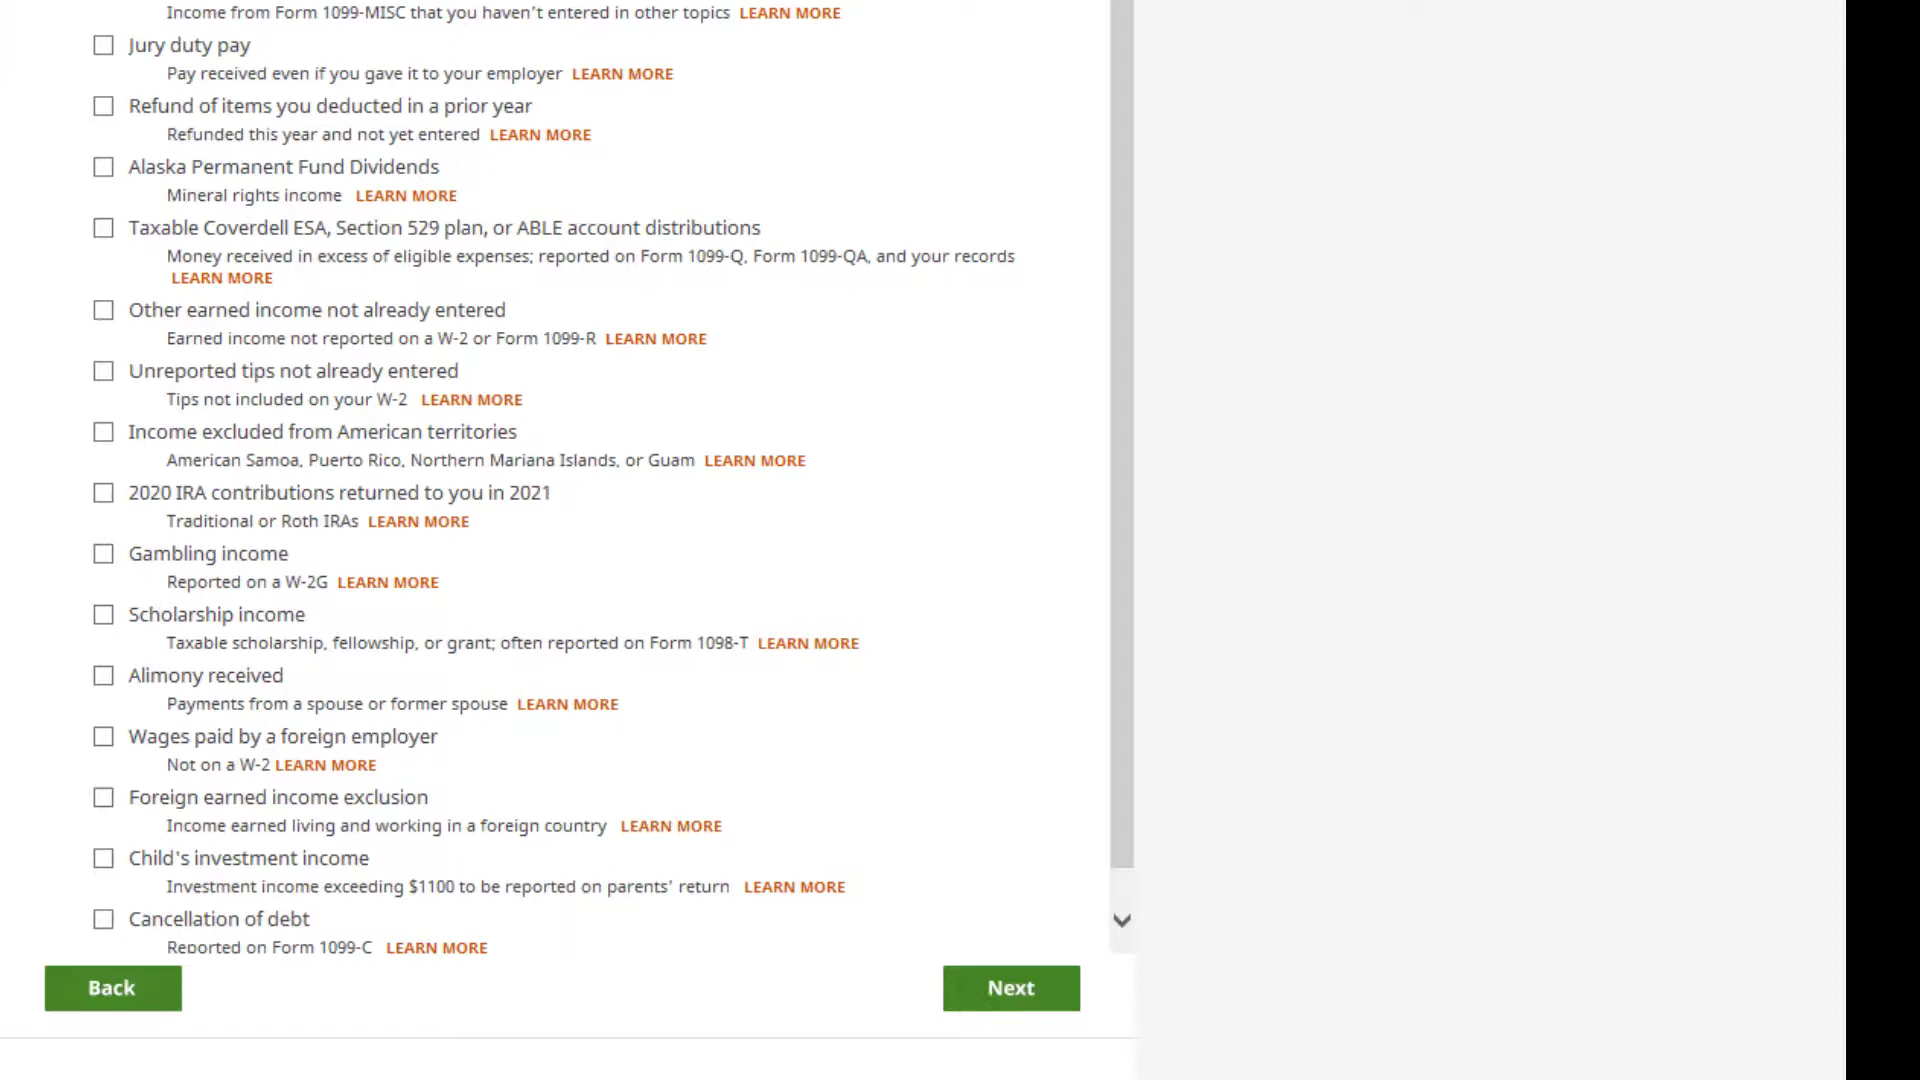 Income from Form 1099-MISC that you haven't entered in other topics LEARN MORE
Jury duty pay
Pay received even if you gave it to your employer LEARN MORE
Refund of items you deducted in a prior year
Refunded this year and not yet entered LEARN MORE
Alaska Permanent Fund Dividends
Mineral rights income LEARN MORE
Taxable Coverdell ESA, Section 529 plan, or ABLE account distributions
Money received in excess of eligible expenses; reported on Form 1099-Q, Form 1099-QA, and your records
LEARN MORE
Other earned income not already entered
Earned income not reported on a W-2 or Form 1099-R LEARN MORE
Unreported tips not already entered
Tips not included on your W-2 LEARN MORE
Income excluded from American territories
American Samoa, Puerto Rico, Northern Mariana Islands, or Guam LEARN MORE
2020 IRA contributions returned to you in 2021
Traditional or Roth IRAs LEARN MORE
Gambling income
Reported on a W-2G LEARN MORE
Scholarship income
Taxable scholarship, fellowship, or grant; often reported on Form 1098-T LEARN MORE
Alimony received
Payments from a spouse or former spouse LEARN MORE
Wages paid by a foreign employer
Not on a W-2 LEARN MORE
Foreign earned income exclusion
Income earned living and working in a foreign country LEARN MORE
Child's investment income
Investment income exceeding $1100 to be reported on parents' return LEARN MORE
Cancellation of debt
Reported on Form 1099-C LEARN MORE
Back Next